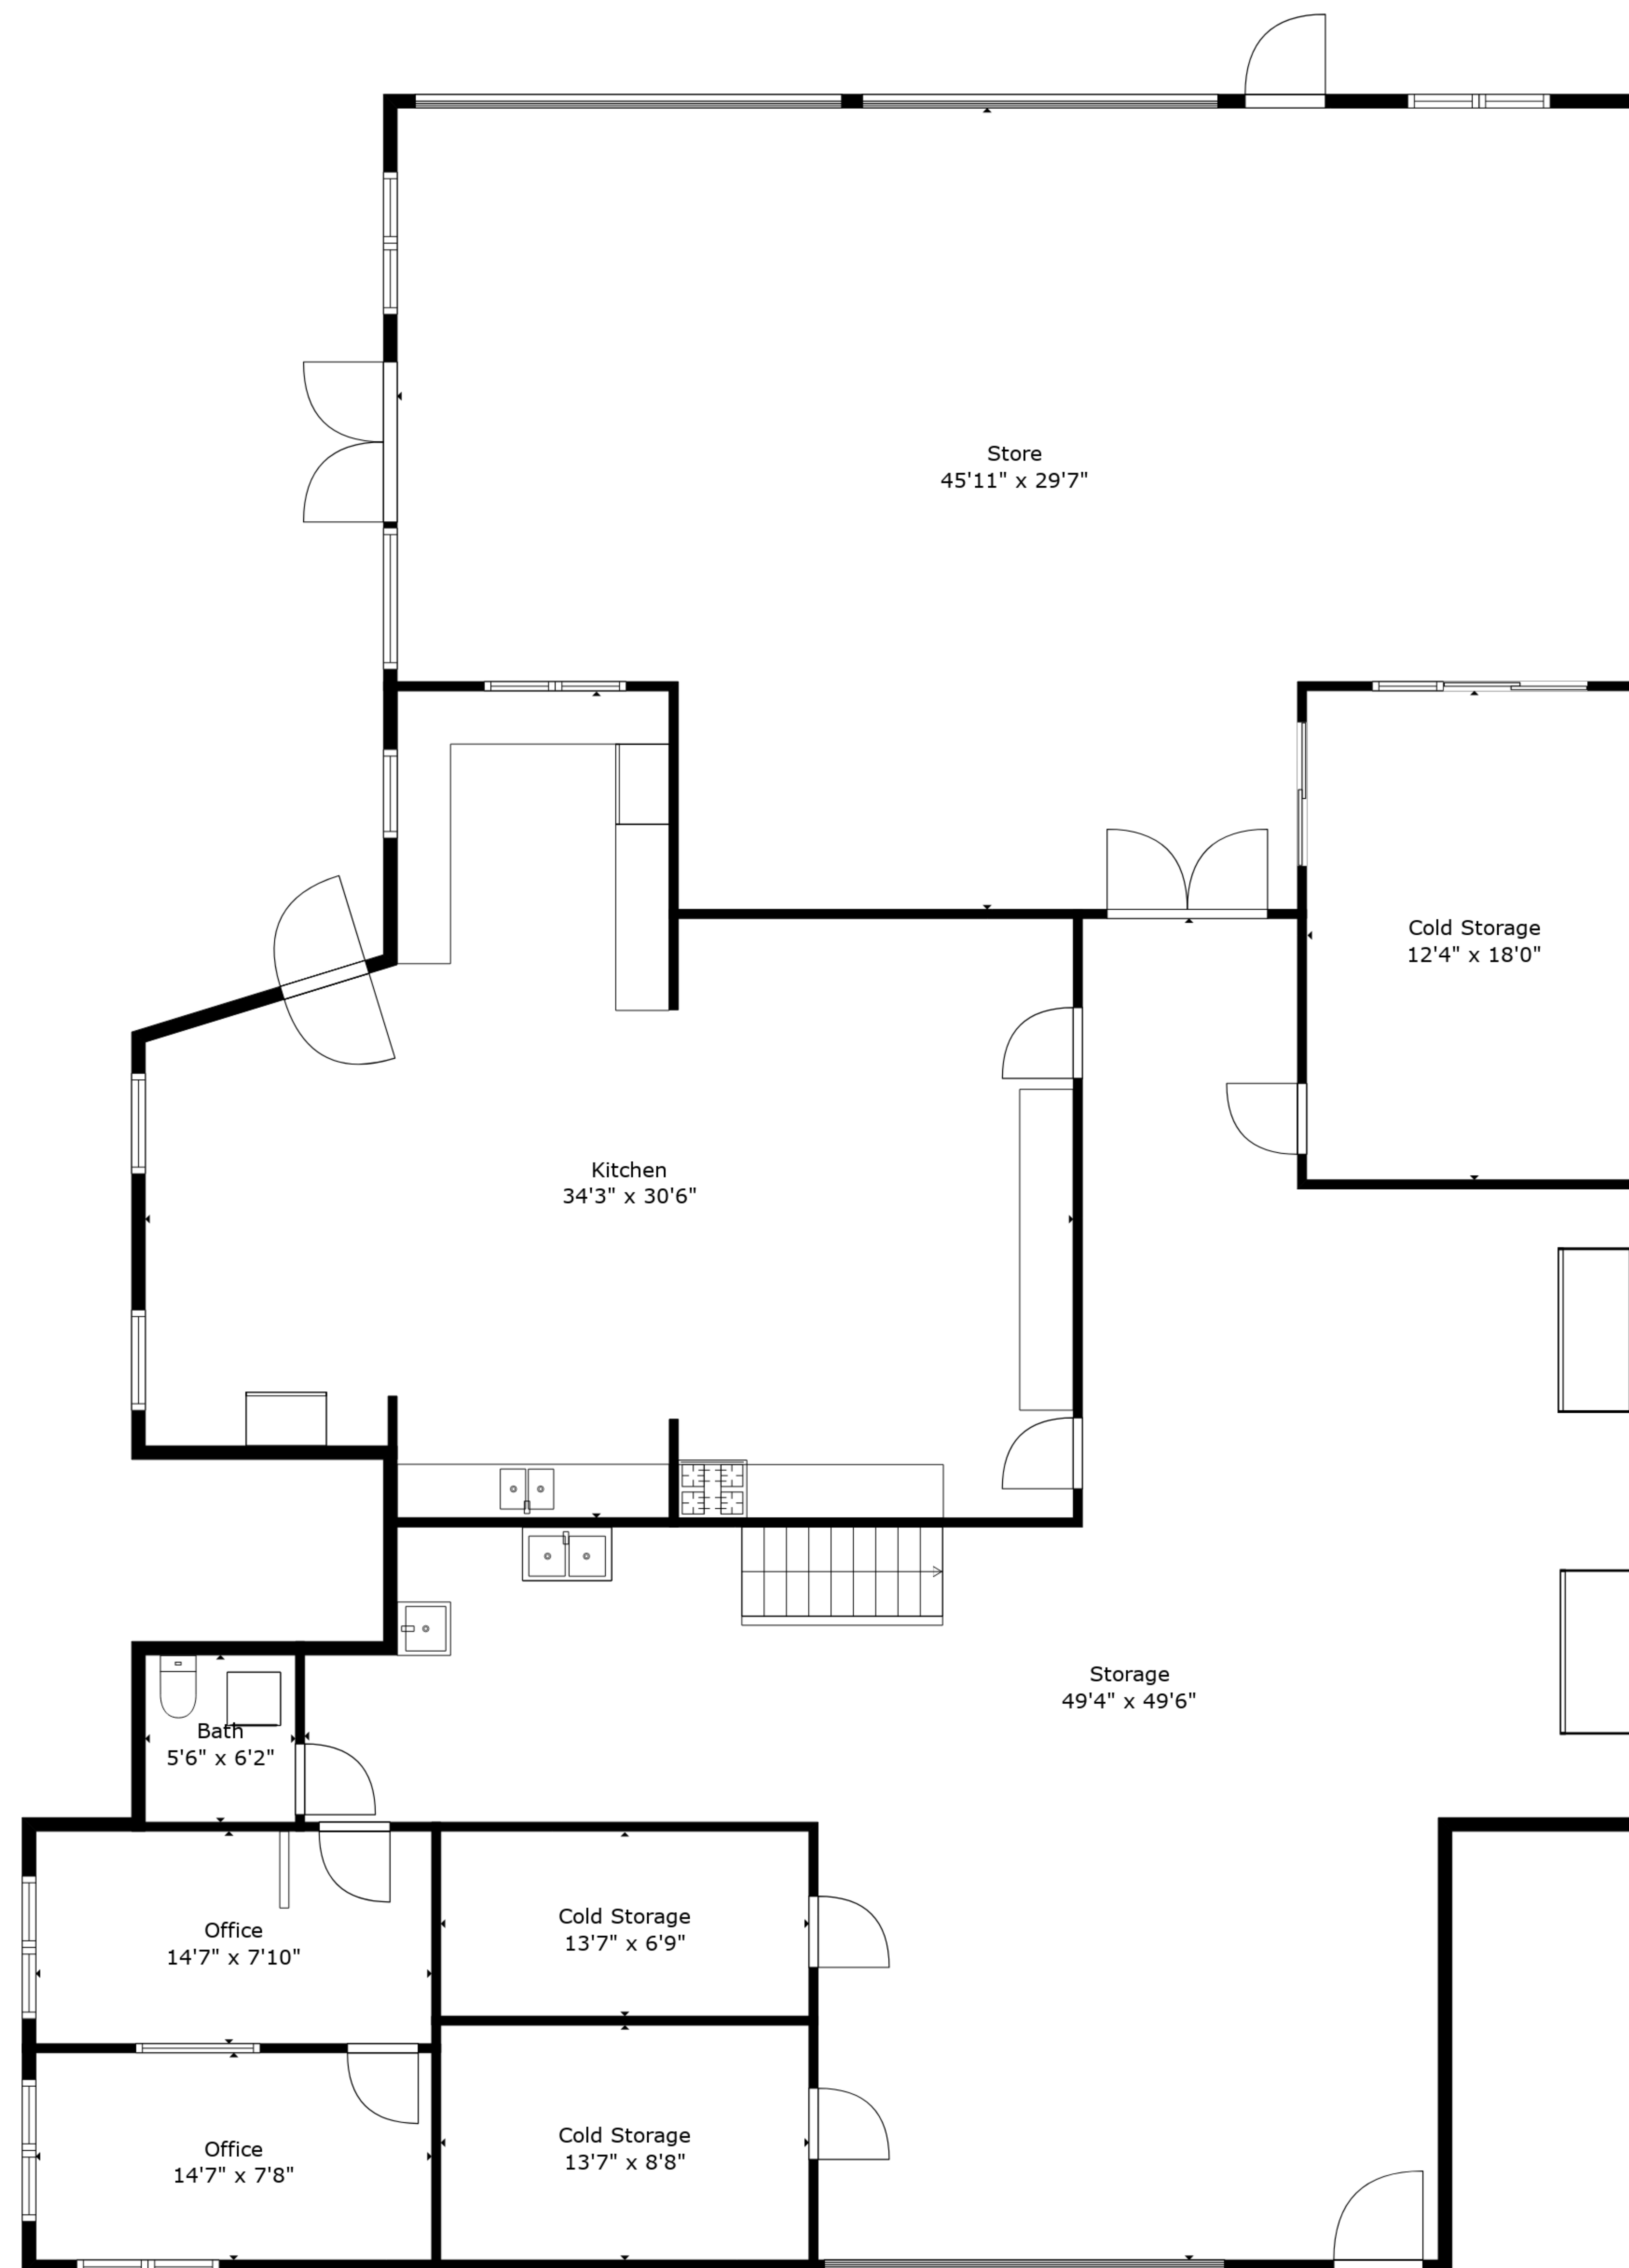 Store
45'11" x 29'7"
Cold Storage
12'4" x 18'0"
Kitchen
34'3" x 30'6"
Storage
49'4" x 49'6"
Bath
5'6" x 6'2"
Office
14'7" x 7'10"
Cold Storage
13'7" x 6'9"
Office
14'7" x 7'8"
Cold Storage
13'7" x 8'8"